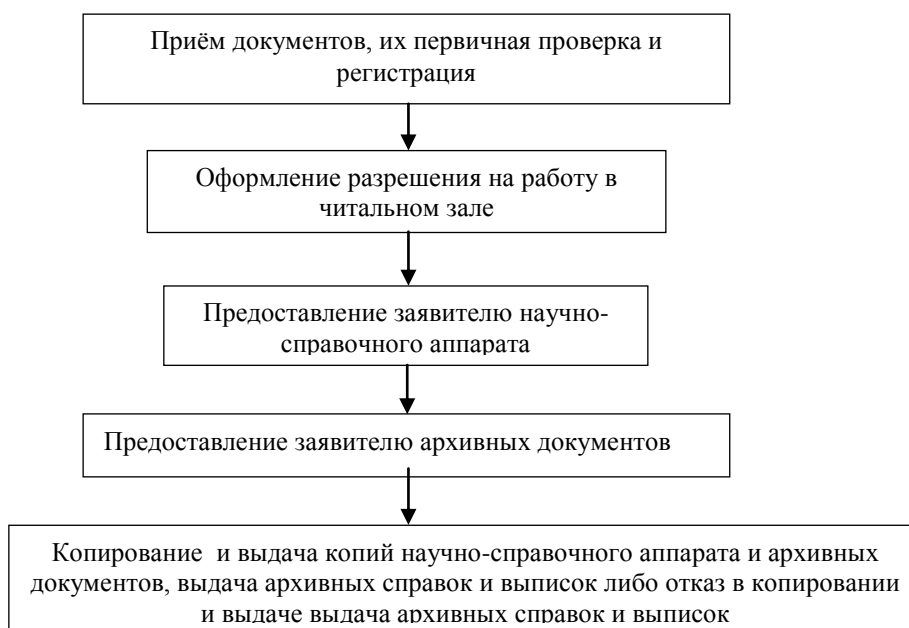 Приём документов, их первичная проверка и
регистрация
Оформление разрешения на работу в
читальном зале
Предоставление заявителю научно-
справочного аппарата
Предоставление заявителю архивных документов
Копирование и выдача копий научно-справочного аппарата и архивных
документов, выдача архивных справок и выписок либо отказ в копировании
и выдаче выдача архивных справок и выписок